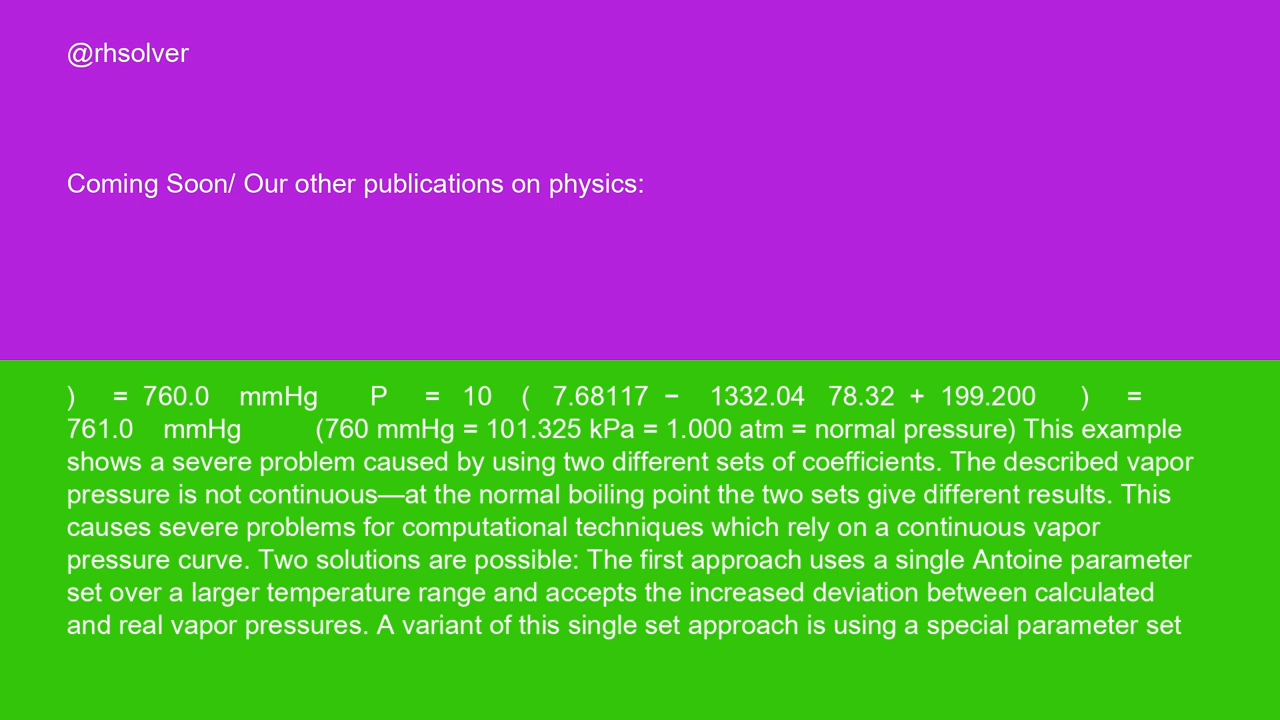 @rhsolver
Coming Soon/ Our other publications on physics:
) = 760.0 mmHg P = 10 ( 7.68117 − 1332.04 78.32 + 199.200 ) =
761.0 mmHg (760 mmHg = 101.325 kPa = 1.000 atm = normal pressure) This example
shows a severe problem caused by using two different sets of coefficients. The described vapor
pressure is not continuous—at the normal boiling point the two sets give different results. This
causes severe problems for computational techniques which rely on a continuous vapor
pressure curve. Two solutions are possible: The first approach uses a single Antoine parameter
set over a larger temperature range and accepts the increased deviation between calculated
and real vapor pressures. A variant of this single set approach is using a special parameter set